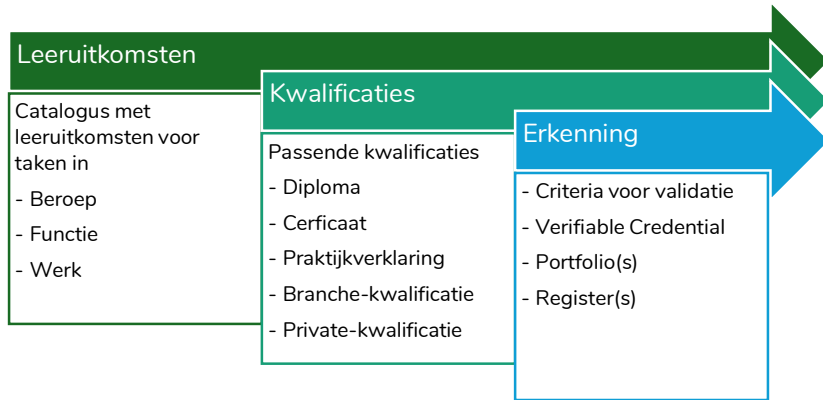 Leeruitkomsten
Catalogus met
leeruitkomsten voor
taken in
- Beroep
- Functie
- Werk
Kwalificaties
Passende kwalificaties
- Diploma
- Cerficaat
- Praktijkverklaring
- Branche-kwalificatie
- Private-kwalificatie
Erkenning
- Criteria voor validatie
- Verifiable Credential
- Portfolio(s)
- Register(s)